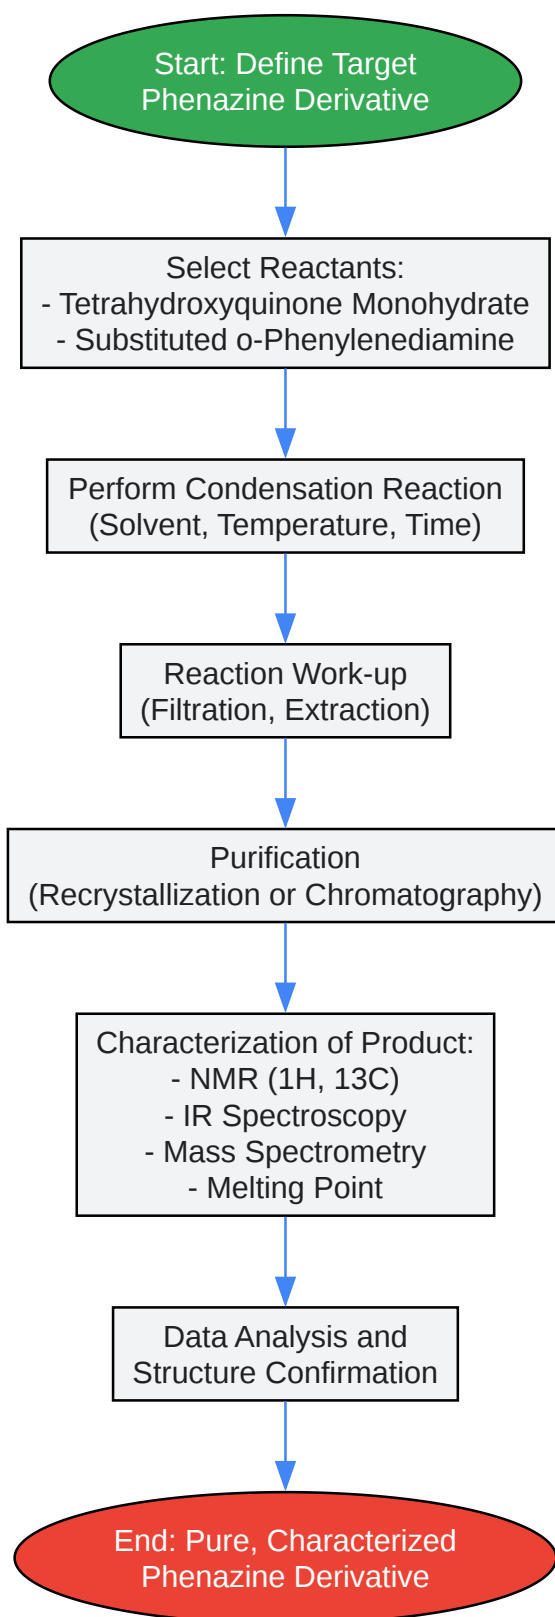 Start: Define Target
Phenazine Derivative
Select Reactants:
- Tetrahydroxyquinone Monohydrate
- Substituted o-Phenylenediamine
Perform Condensation Reaction
(Solvent, Temperature, Time)
Reaction Work-up
(Filtration, Extraction)
Purification
(Recrystallization or Chromatography)
Characterization of Product:
- NMR (1H, 13C)
- IR Spectroscopy
- Mass Spectrometry
- Melting Point
Data Analysis and
Structure Confirmation
End: Pure, Characterized
Phenazine Derivative